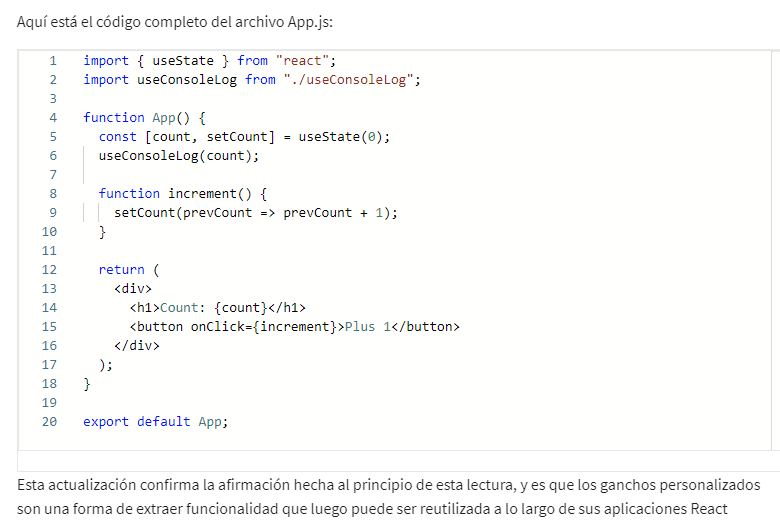 Aquí está el código completo del archivo App.js:
1 import { useState } from "react";
2 import useConsoleLog from "./useConsoleLog";
3
4 function App() {
5   const [count, setCount] = useState(0);
6   useConsoleLog(count);
7
8   function increment() {
9     setCount(prevCount => prevCount + 1);
10   }
11
12   return (
13     <div>
14       <h1>Count: {count}</h1>
15       <button onClick={increment}>Plus 1</button>
16     </div>
17   );
18 }
19
20 export default App;
Esta actualización confirma la afirmación hecha al principio de esta lectura, y es que los ganchos personalizados
son una forma de extraer funcionalidad que luego puede ser reutilizada a lo largo de sus aplicaciones React